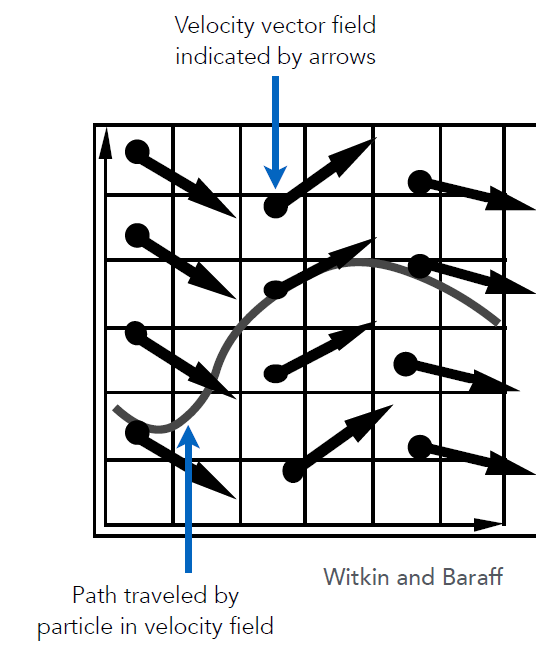 Velocity vector field
indicated by arrows
Witkin and Baraff
Path traveled by
particle in velocity field